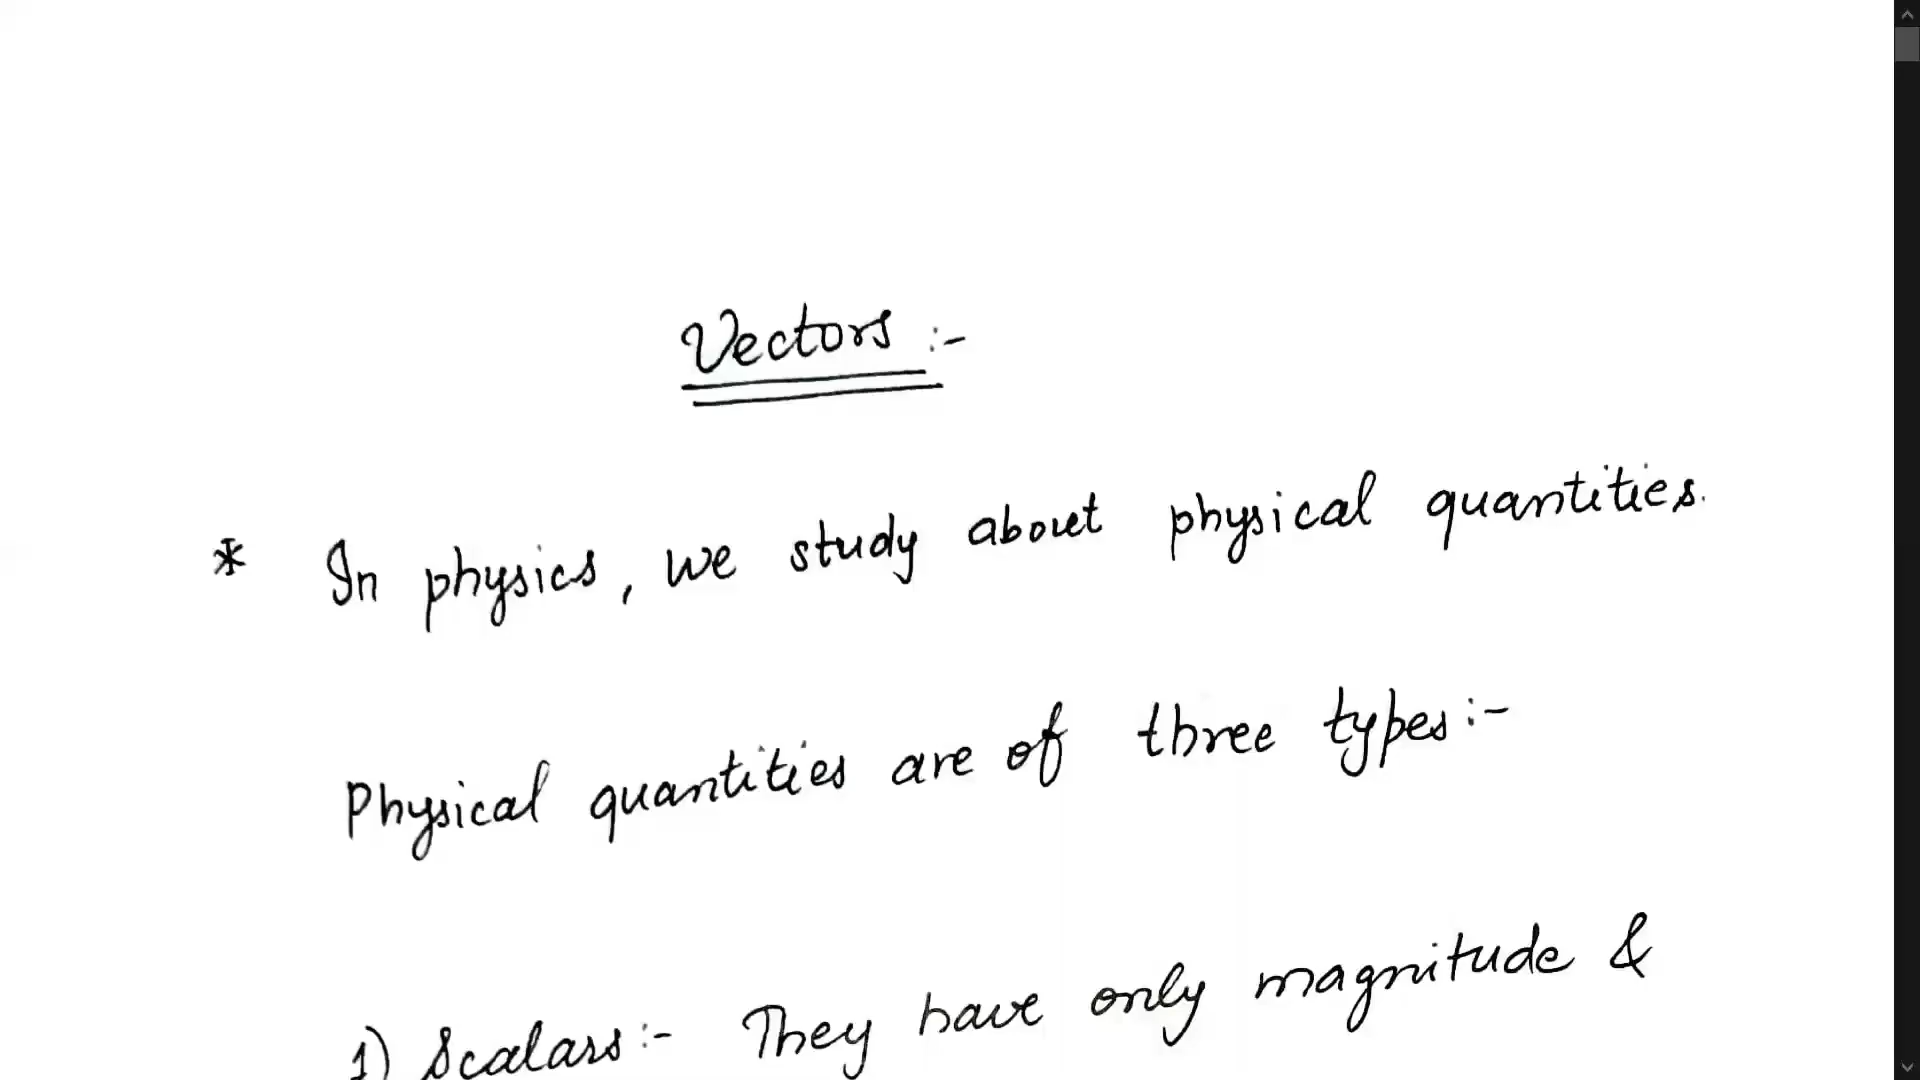 Vectors :-
* In physics, we study about physical quantities.
Physical quantities are of three types:-
1) Scalars :- They have only magnitude &